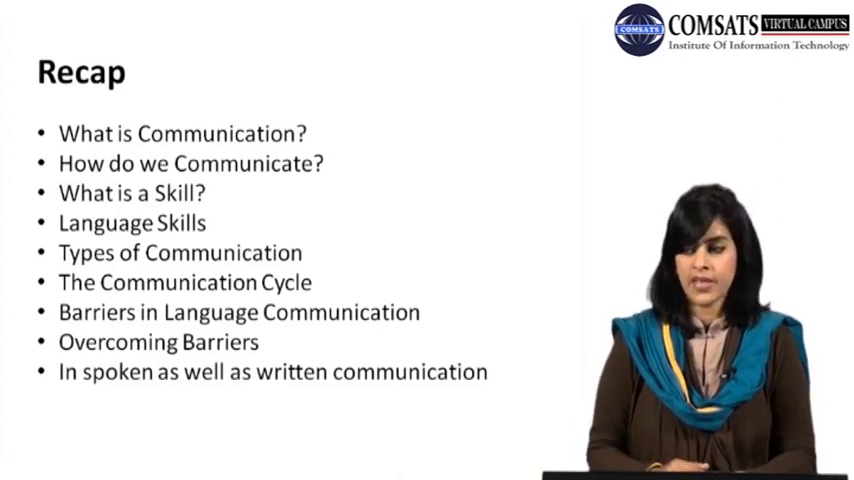 COMSATS VIRTUAL CAMPUS
COMSATS
Institute Of Information Technology
Recap
• What is Communication?
• How do we Communicate?
• What is a Skill?
• Language Skills
• Types of Communication
• The Communication Cycle
• Barriers in Language Communication
• Overcoming Barriers
• In spoken as well as written communication